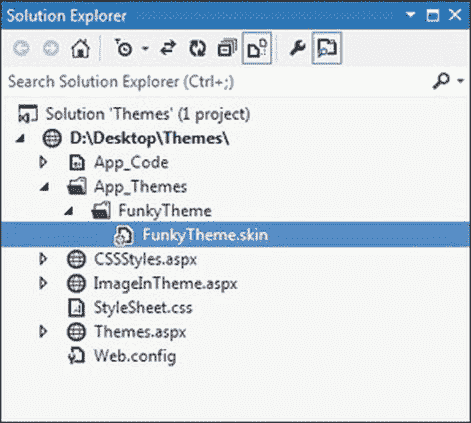 Solution Explorer
Search Solution Explorer (Ctrl+;)
Solution 'Themes' (1 project)
D:\Desktop\Themes\
App_Code
App_Themes
FunkyTheme
FunkyTheme.skin
CSSStyles.aspx
ImageInTheme.aspx
StyleSheet.css
Themes.aspx
Web.config